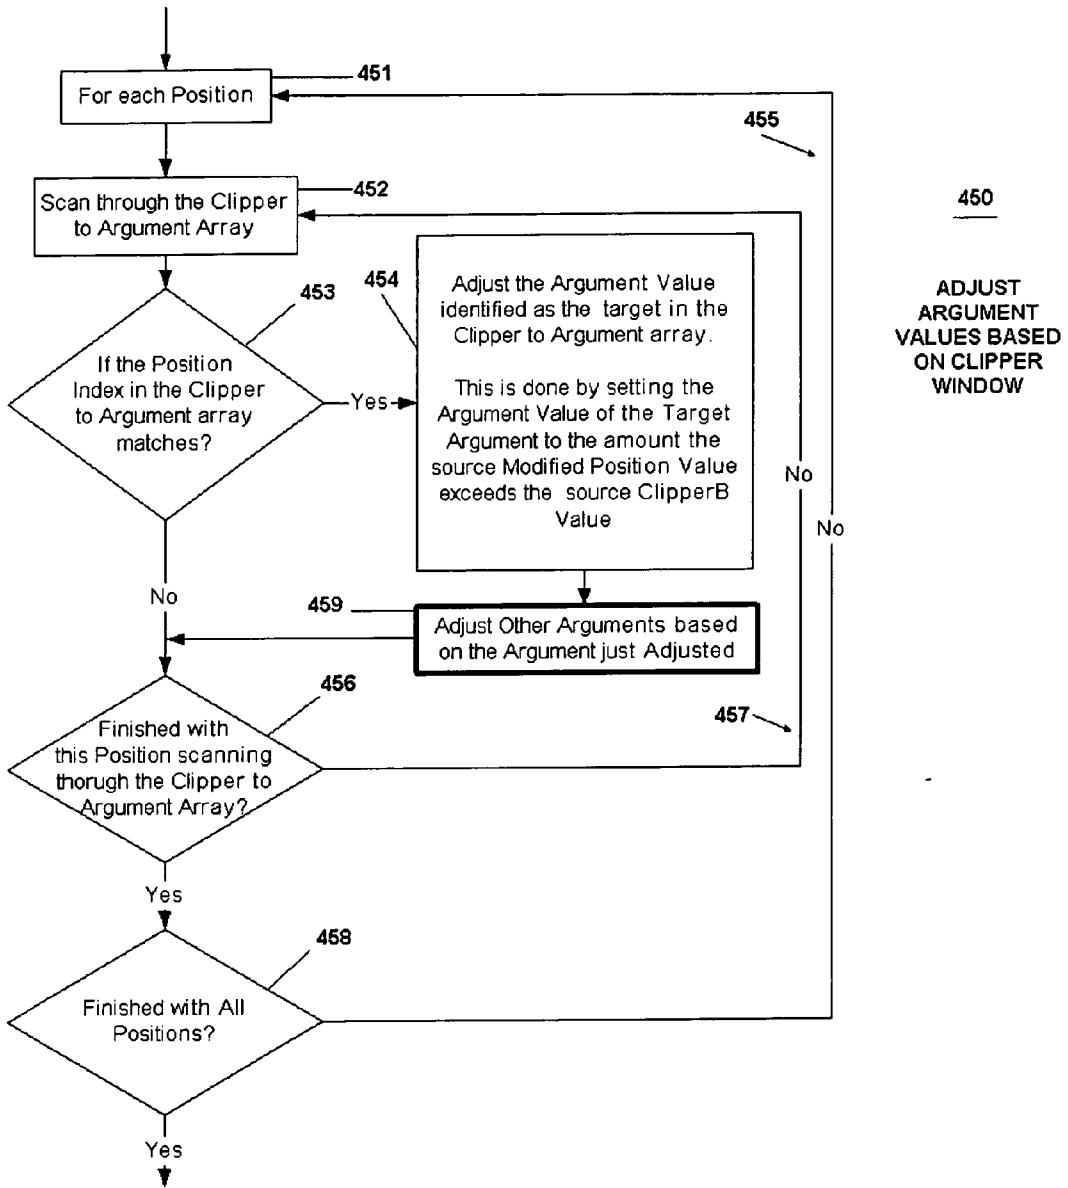 451
For each Position
455
452
Scan through the Clipper
to Argument Array
450
453
454
Adjust the Argument Value
identified as the target in the
Clipper to Argument array.
This is done by setting the
Argument Value of the Target
Argument to the amount the
source Modified Position Value
exceeds the source ClipperB
Value
ADJUST
ARGUMENT
VALUES BASED
ON CLIPPER
WINDOW
If the Position
Index in the Clipper
to Argument array
matches?
Yes
No
No
No
459
Adjust Other Arguments based
on the Argument just Adjusted
456
457
Finished with
this Position scanning
thorugh the Clipper to
Argument Array?
Yes
458
Finished with All
Positions?
Yes